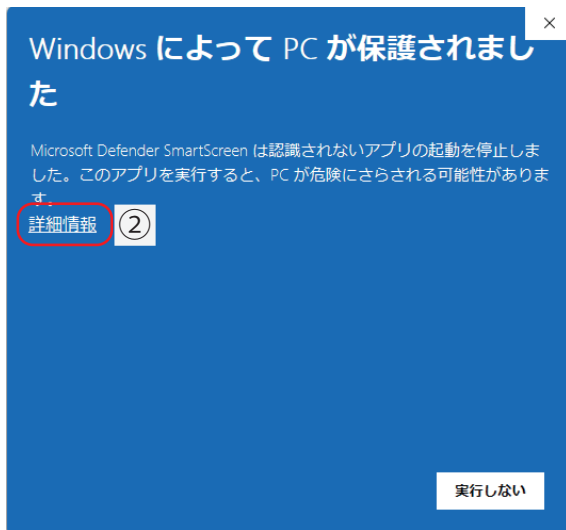 ×
Windows によって PC が保護されまし
た
Microsoft Defender SmartScreen は認識されないアプリの起動を停止しま
した。このアプリを実行すると、PC が危険にさらされる可能性がありま
す。
詳細情報 ②
実行しない